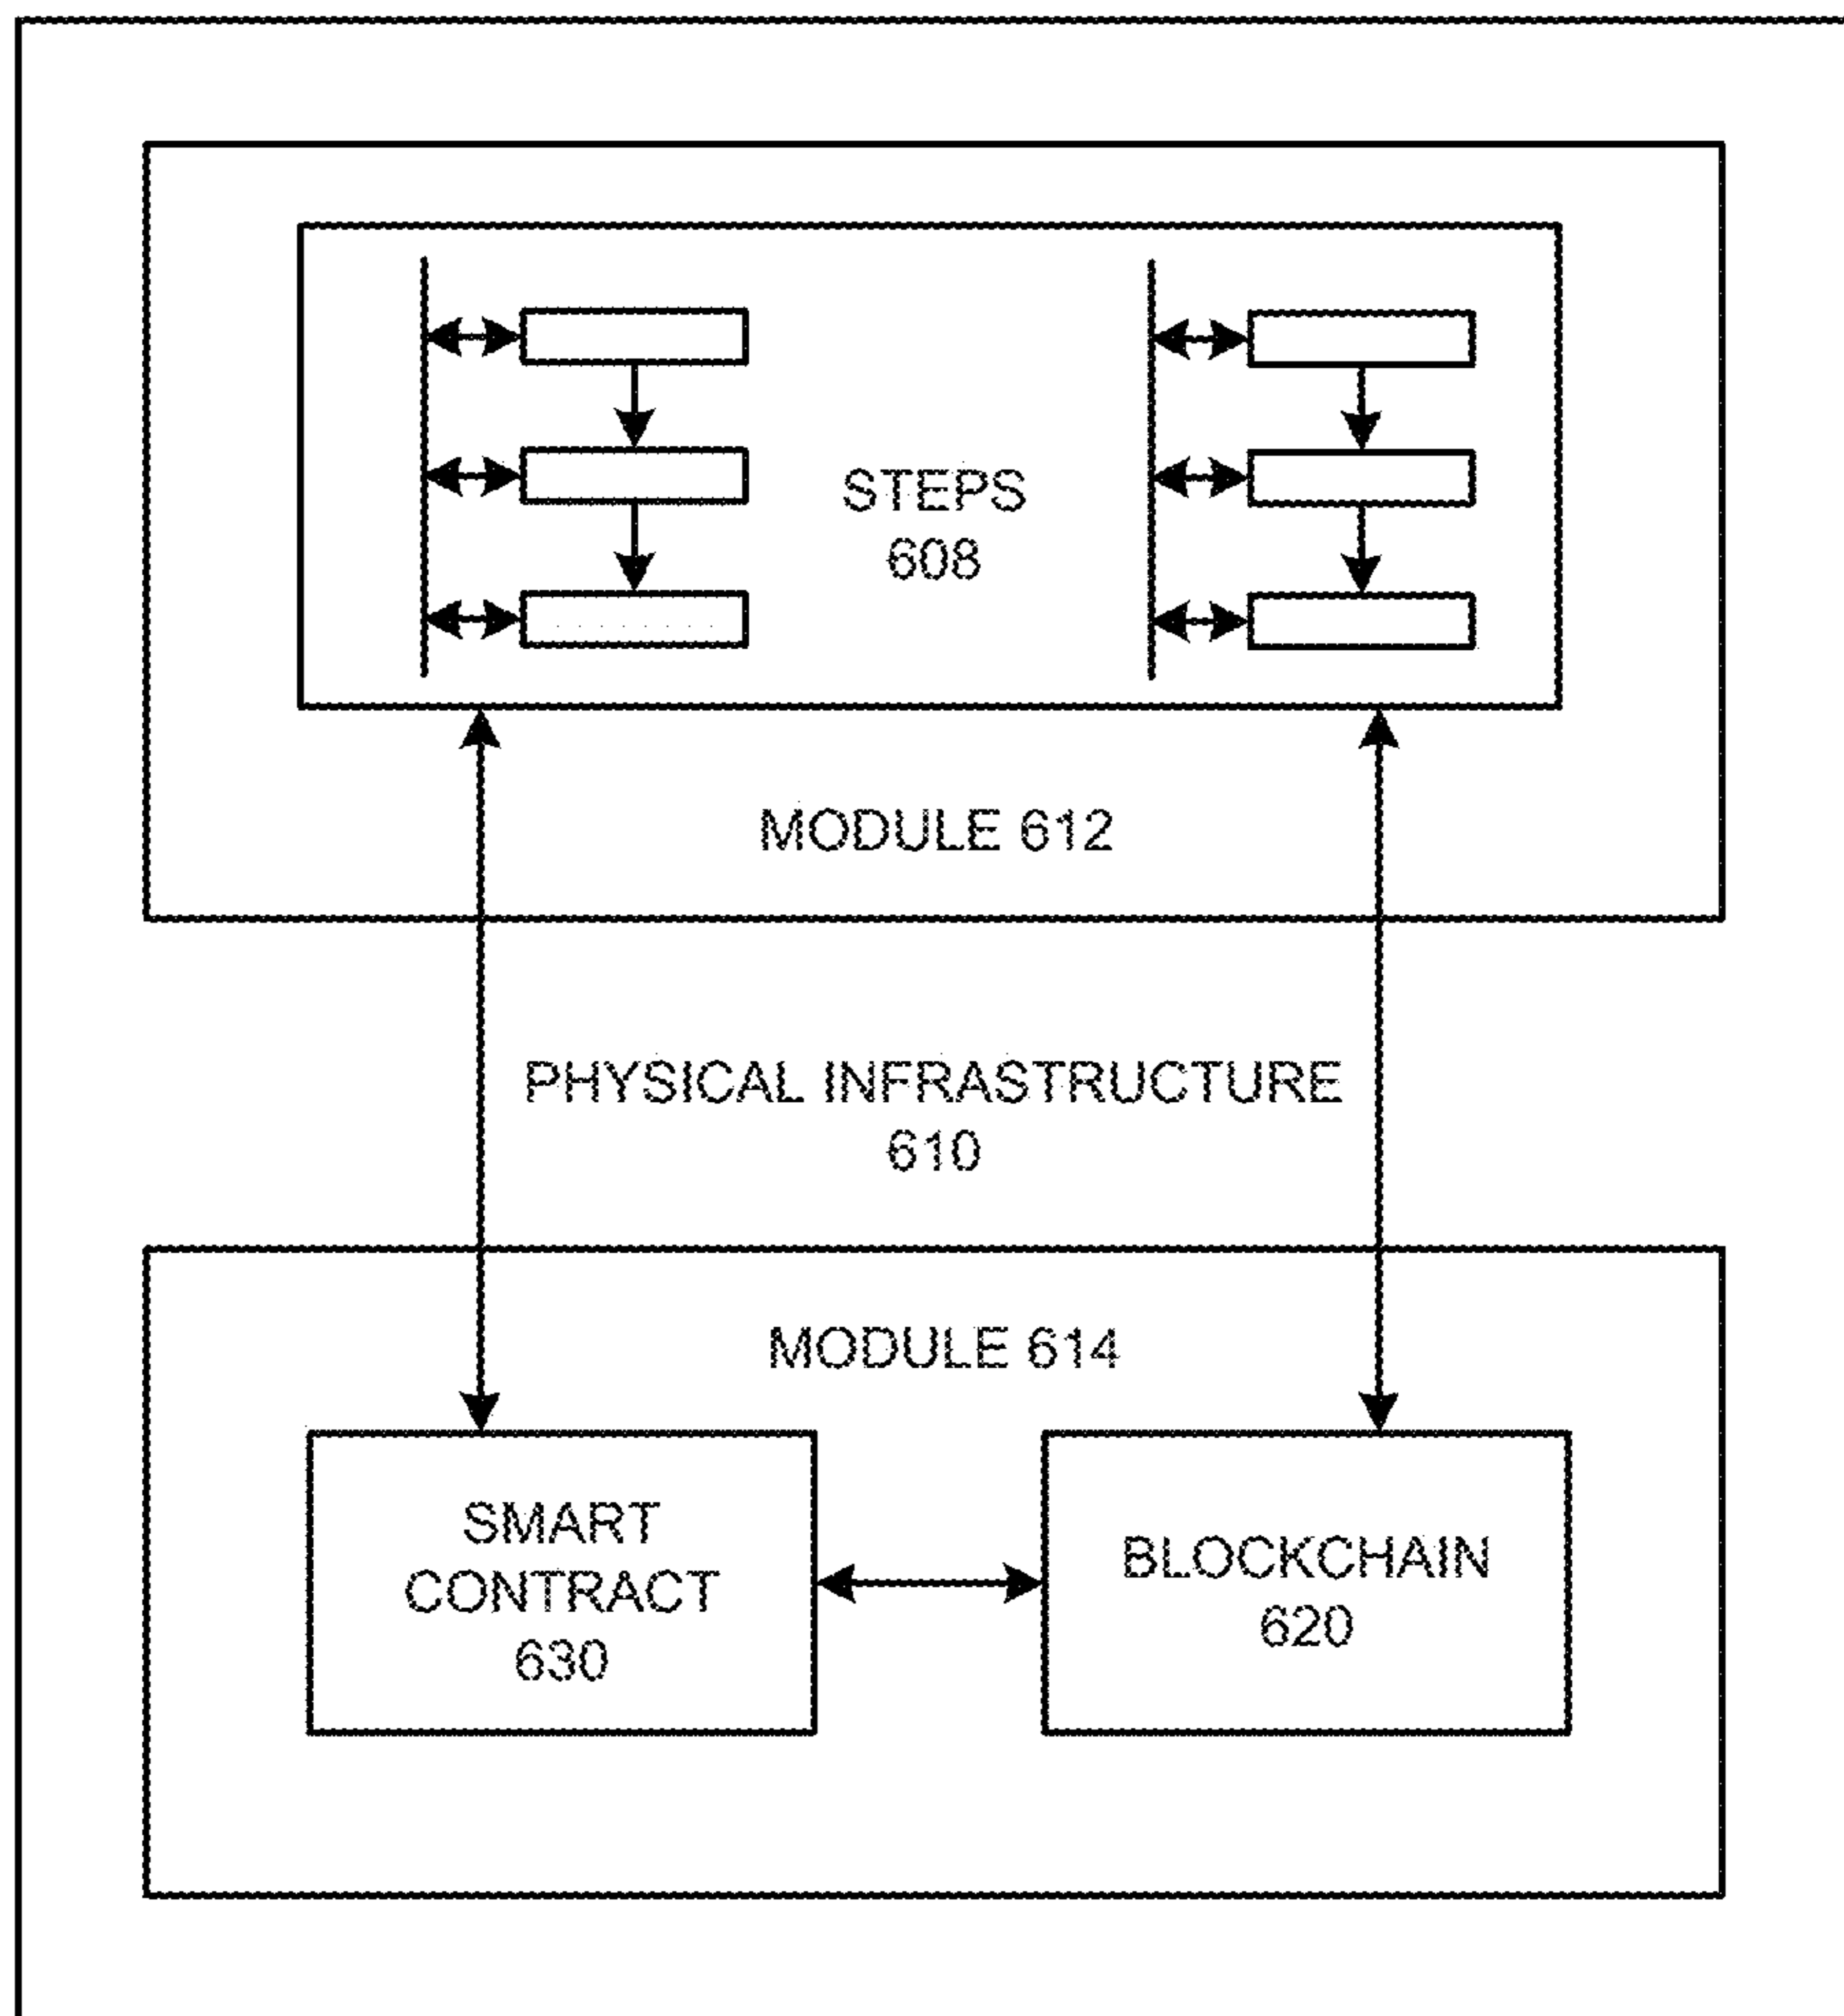 STEPS
608
MODULE 612
PHYSICAL INFRASTRUCTURE
610
MODULE 614
SMART
CONTRACT
630
BLOCKCHAIN
620